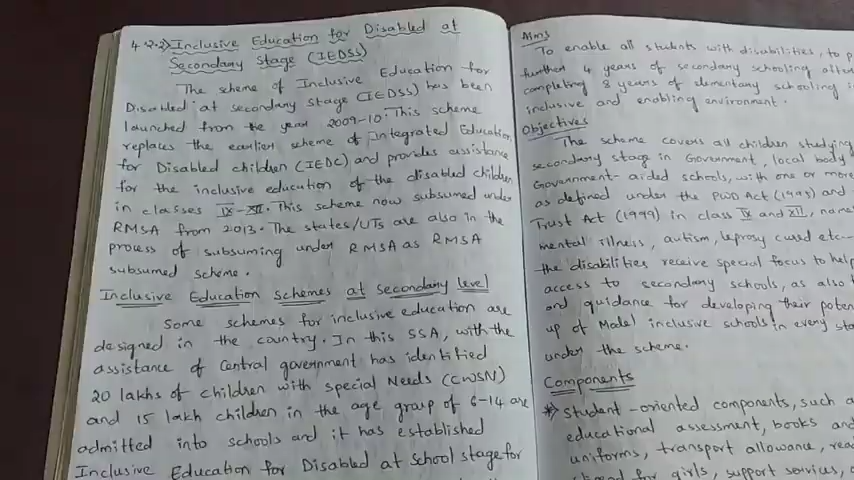 4.2.2) Inclusive Education for Disabled at
Secondary Stage (IEDSS)
The scheme of Inclusive Education for
Disabled at secondary Stage (IEDSS) has been
launched from the year 2009-10. This scheme
replaces the earlier scheme of Integrated Education
for Disabled children (IEDC) and provides assistance
for the inclusive education of the disabled children
in classes IX-XII. This scheme now subsumed under
RMSA from 2013. The states/UTs are also in the
process of subsuming under RMSA as RMSA
subsumed scheme.
Inclusive Education schemes at secondary level
Some schemes for inclusive education are
designed in the country. In this SSA, with the
assistance of Central government has identified
20 lakhs of children with special Needs (CWSN)
and 15 lakh children in the age group of 6-14 are
admitted into schools and it has established
Inclusive Education for Disabled at School stage for
Aims
To enable all students with disabilities, to
further 4 years of secondary schooling after
completing 8 years of elementary schooling
inclusive and enabling environment.
Objectives
The scheme covers all children studying
secondary stage in Government, local body
Government-aided schools, with one or more
as defined under the PWD Act (1995) and
Trust Act (1999) in class IX and XII,
mental illness, autism, leprosy cured etc-
the disabilities receive special focus to help
access to secondary schools, as also
and guidance for developing their
up of Model inclusive schools in every
under the scheme.
Components
* Student-oriented components, such
educational assessment, books and
uniforms, transport allowance,
for girls, support services,